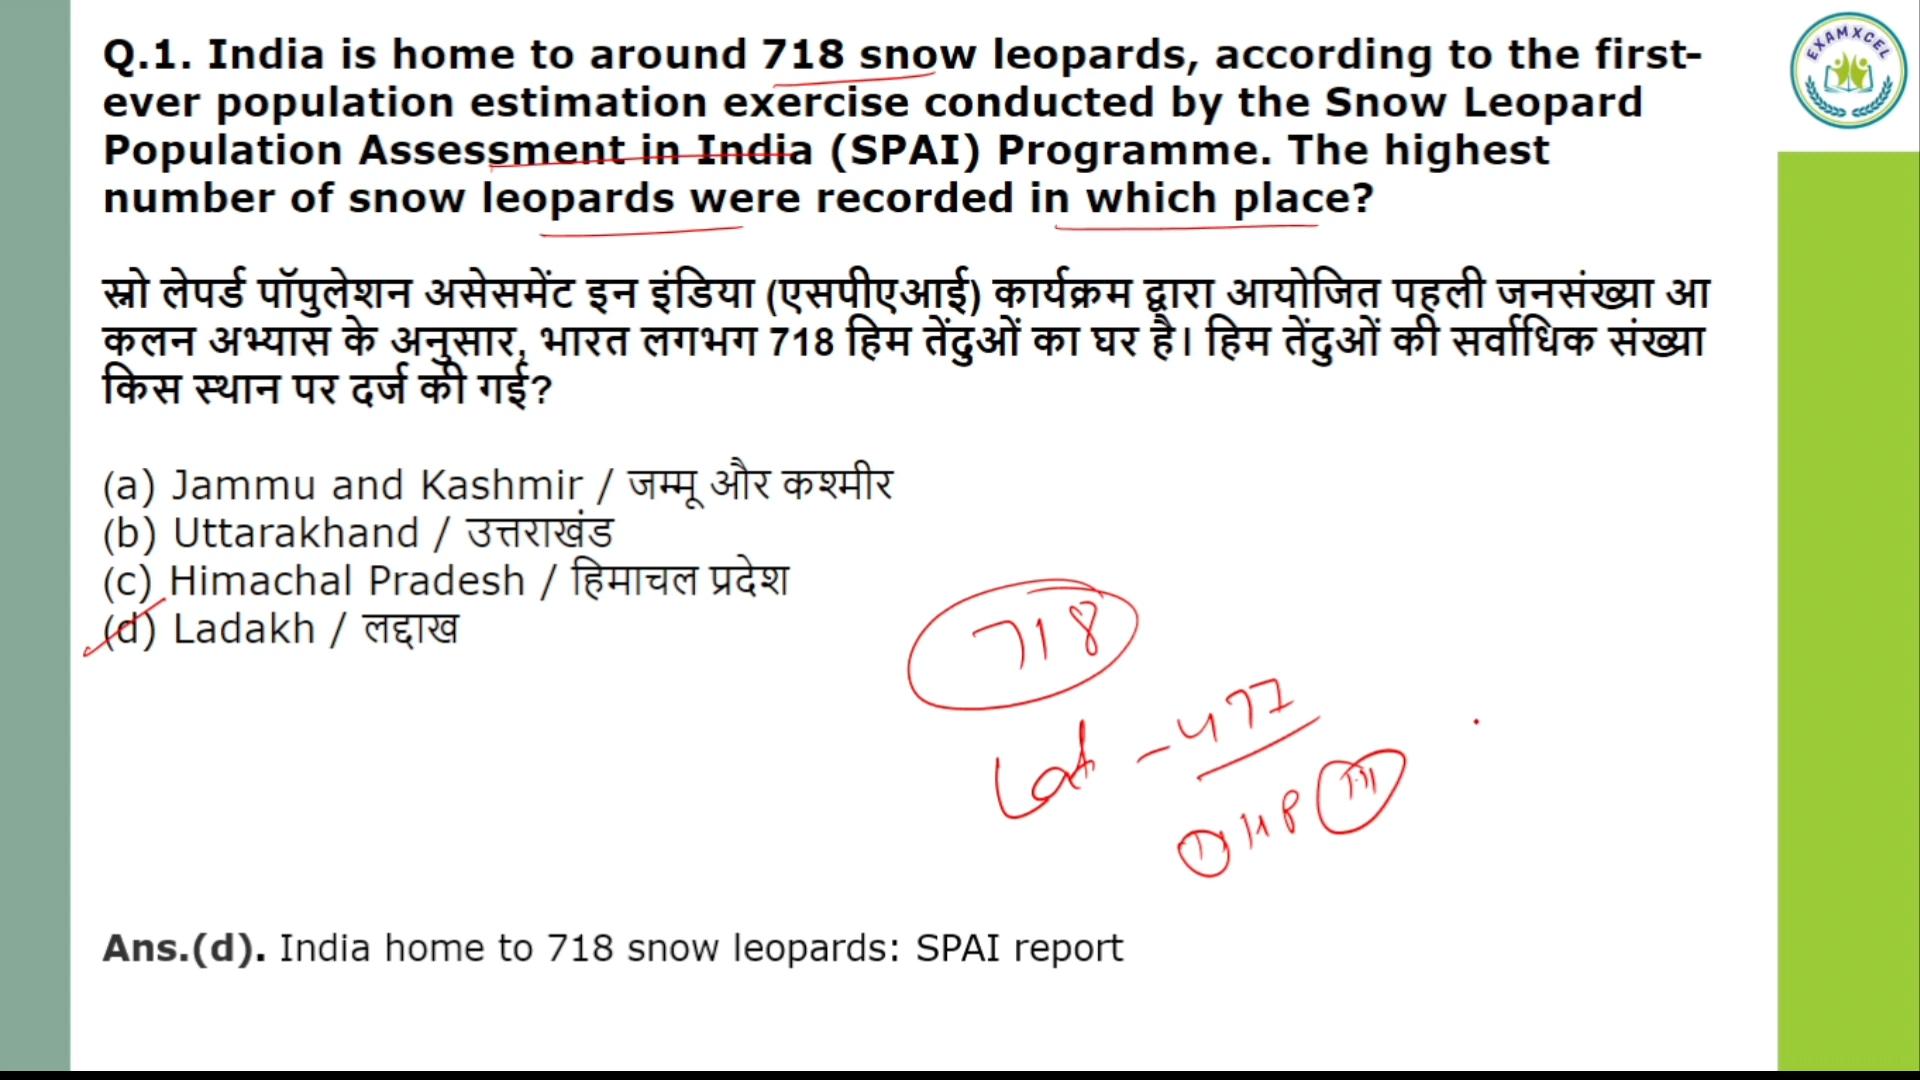 EXAMXCEL
Q.1. India is home to around 718 snow leopards, according to the first-
ever population estimation exercise conducted by the Snow Leopard
Population Assessment in India (SPAI) Programme. The highest
number of snow leopards were recorded in which place?
स्नो लेपर्ड पॉपुलेशन असेसमेंट इन इंडिया (एसपीएआई) कार्यक्रम द्वारा आयोजित पहली जनसंख्या आ
कलन अभ्यास के अनुसार, भारत लगभग 718 हिम तेंदुओं का घर है। हिम तेंदुओं की सर्वाधिक संख्या
किस स्थान पर दर्ज की गई?
(a) Jammu and Kashmir / जम्मू और कश्मीर
(b) Uttarakhand / उत्तराखंड
(c) Himachal Pradesh / हिमाचल प्रदेश
(d) Ladakh / लद्दाख
718
Lad - 477
Ans.(d). India home to 718 snow leopards: SPAI report